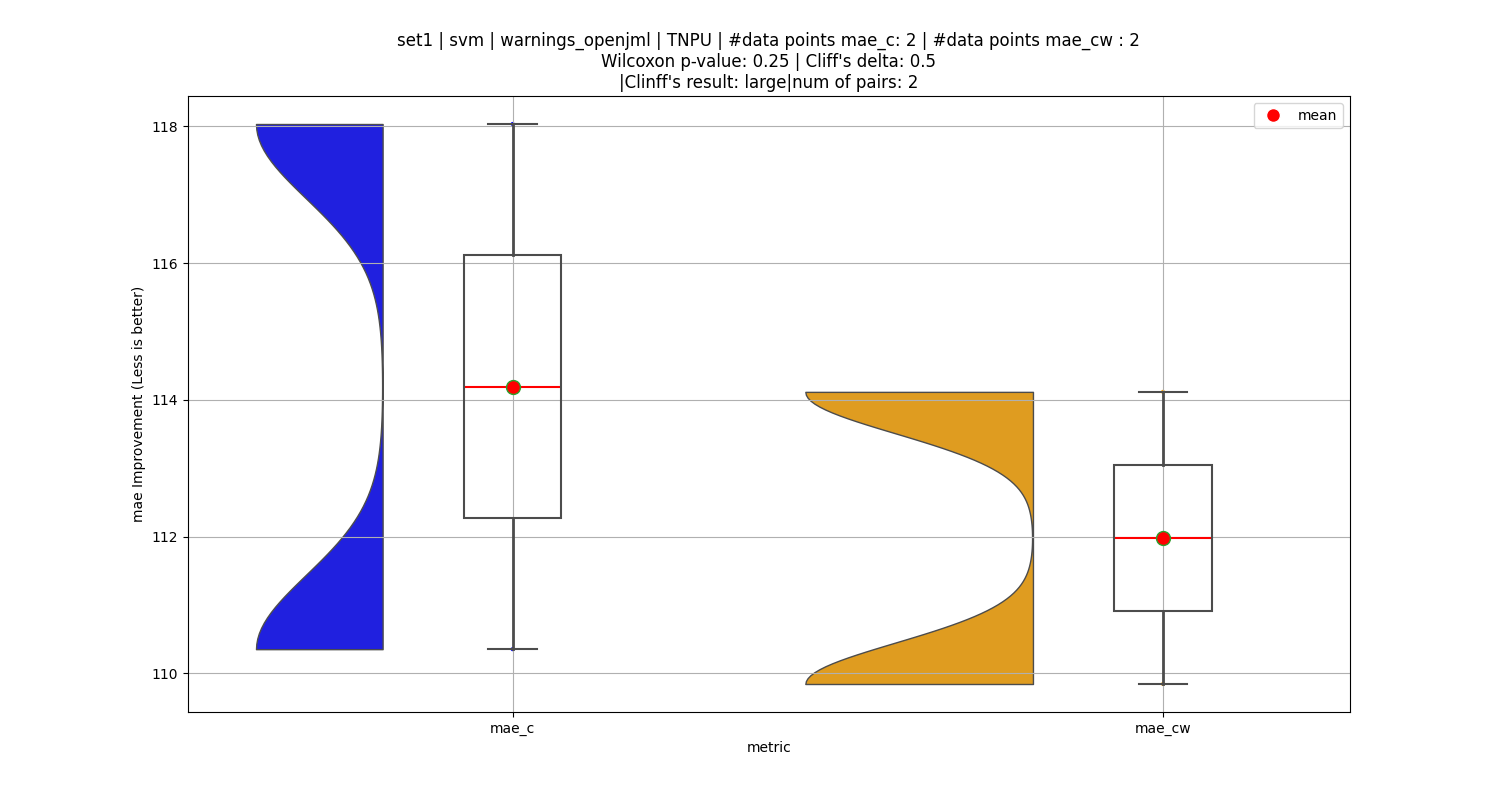 set1 | svm | warnings_openjml | TNPU | #data points mae_c: 2 | #data points mae_cw : 2
Wilcoxon p-value: 0.25 | Cliff's delta: 0.5
|Clinff's result: large|num of pairs: 2
mean
118
116
114
112
110
mae Improvement (Less is better)
mae_c
mae_cw
metric